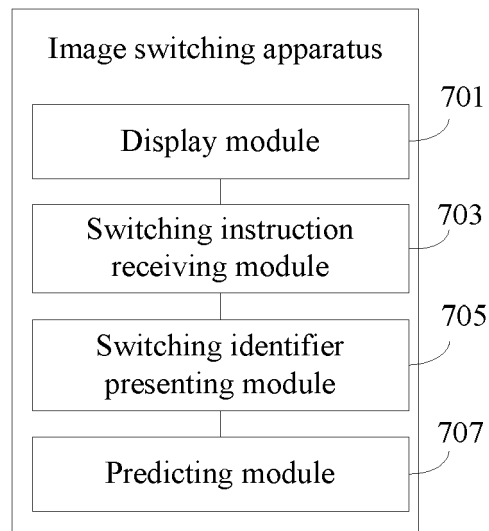 Image switching apparatus
701
Display module
703
Switching instruction
receiving module
705
Switching identifier
presenting module
707
Predicting module